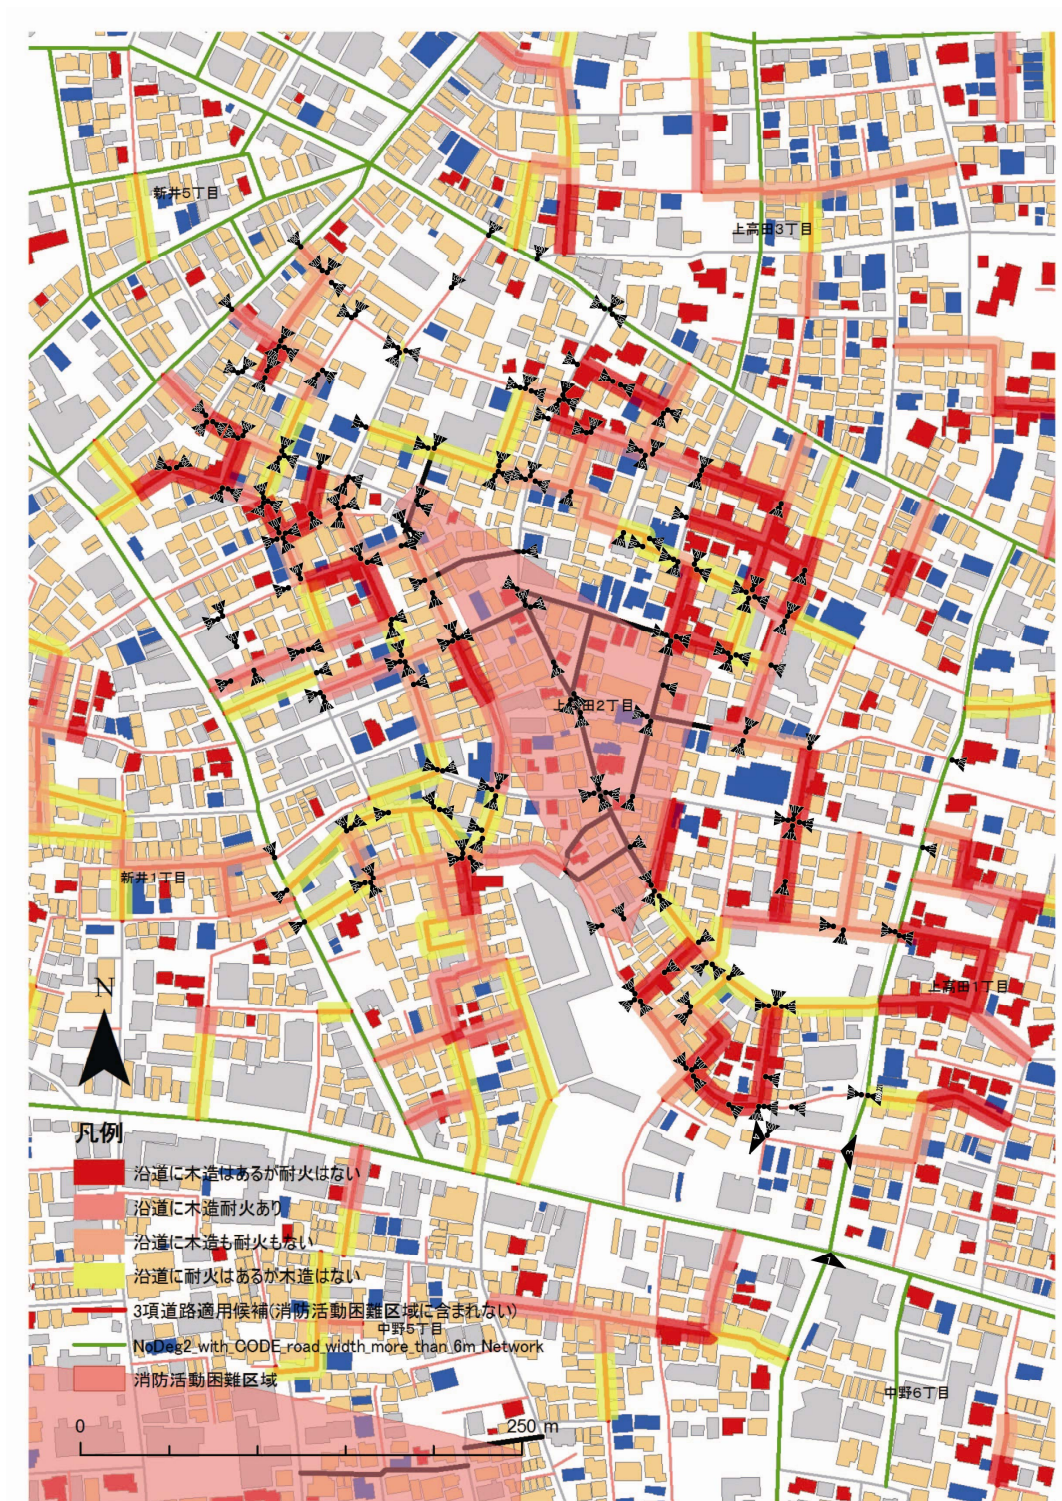 新井5丁目
上高田3丁目
上高田2丁目
新井1丁目
上高田1丁目
N
凡例
沿道に木造はあるが耐火はない
沿道に木造耐火あり
沿道に木造も耐火もない
沿道に耐火はあるが木造はない
3項道路適用候補(消防活動困難区域に含まれない)
中野5丁目
NoDeg2_with_CODE_road_width_more_than_6m Network
消防活動困難区域
中野6丁目
0
250 m